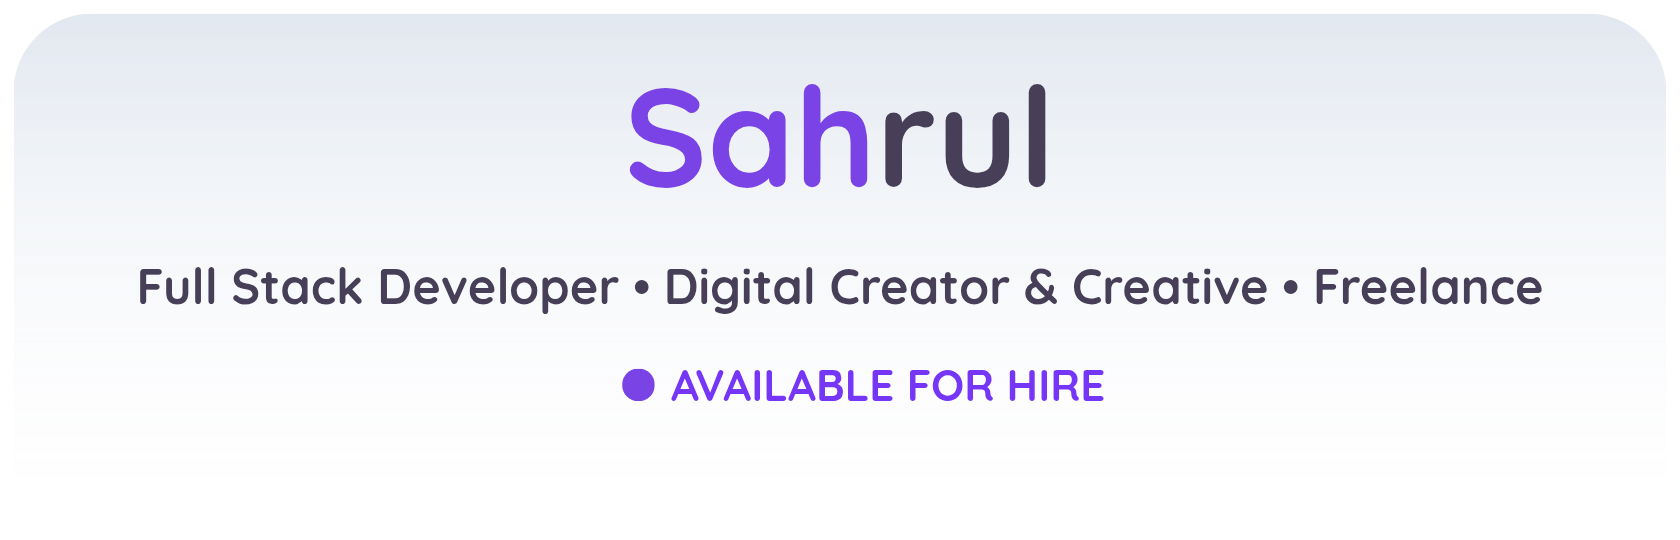 Sahrul
Full Stack Developer • Digital Creator & Creative • Freelance
AVAILABLE FOR HIRE